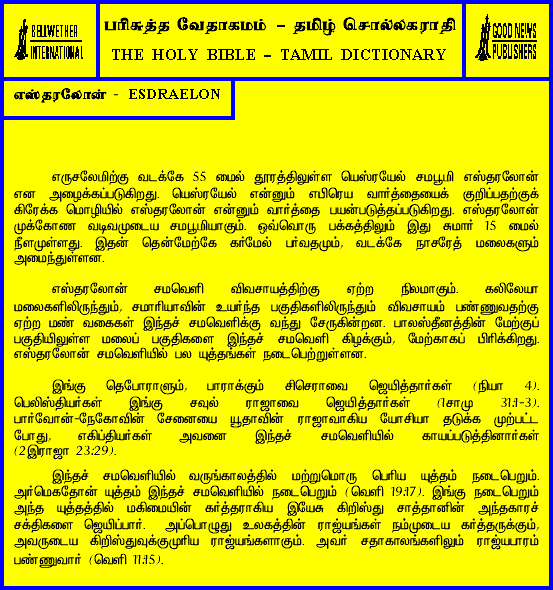 BELLWETHER
INTERNATIONAL
பரிசுத்த வேதாகமம் – தமிழ் சொல்லகராதி
THE HOLY BIBLE – TAMIL DICTIONARY
GOOD NEWS
PUBLISHERS
எஸ்தரலோன் - ESDRAELON
எருசலேமிற்கு வடக்கே 55 மைல் தூரத்திலுள்ள யெஸ்ரயேல் சமபூமி எஸ்தரலோன்
என அழைக்கப்படுகிறது. யெஸ்ரயேல் என்னும் எபிரெய வார்த்தையைக் குறிப்பதற்குக்
கிரேக்க மொழியில் எஸ்தரலோன் என்னும் வார்த்தை பயன்படுத்தப்படுகிறது. எஸ்தரலோன்
முக்கோண வடிவமுடைய சமபூமியாகும். ஒவ்வொரு பக்கத்திலும் இது சுமார் 15 மைல்
நீளமுள்ளது. இதன் தென்மேற்கே கர்மேல் பர்வதமும், வடக்கே நாசரேத் மலைகளும்
அமைந்துள்ளன.
எஸ்தரலோன் சமவெளி விவசாயத்திற்கு ஏற்ற நிலமாகும். கலிலேயா
மலைகளிலிருந்தும், சமாரியாவின் உயர்ந்த பகுதிகளிலிருந்தும் விவசாயம் பண்ணுவதற்கு
ஏற்ற மண் வகைகள் இந்தச் சமவெளிக்கு வந்து சேருகின்றன. பாலஸ்தீனத்தின் மேற்குப்
பகுதியிலுள்ள மலைப் பகுதிகளை இந்தச் சமவெளி கிழக்கும், மேற்காகப் பிரிக்கிறது.
எஸ்தரலோன் சமவெளியில் பல யுத்தங்கள் நடைபெற்றுள்ளன.
இங்கு தெபோராளும், பாராக்கும் சிசெராவை ஜெயித்தார்கள் (நியா 4).
பெலிஸ்தியர்கள் இங்கு சவுல் ராஜாவை ஜெயித்தார்கள் (1சாமு 31:1-3).
பார்வோன்-நேகோவின் சேனையை யூதாவின் ராஜாவாகிய யோசியா தடுக்க முற்பட்ட
போது, எகிப்தியர்கள் அவனை இந்தச் சமவெளியில் காயப்படுத்தினார்கள்
(2இராஜா 23:29).
இந்தச் சமவெளியில் வருங்காலத்தில் மற்றுமொரு பெரிய யுத்தம் நடைபெறும்.
அர்மெகதோன் யுத்தம் இந்தச் சமவெளியில் நடைபெறும் (வெளி 19:17). இங்கு நடைபெறும்
அந்த யுத்தத்தில் மகிமையின் கர்த்தராகிய இயேசு கிறிஸ்து சாத்தானின் அந்தகாரச்
சக்திகளை ஜெயிப்பார். அப்பொழுது உலகத்தின் ராஜ்யங்கள் நம்முடைய கர்த்தருக்கும்,
அவருடைய கிறிஸ்துவுக்குமுரிய ராஜ்யங்களாகும். அவர் சதாகாலங்களிலும் ராஜ்யபாரம்
பண்ணுவார் (வெளி 11:15).